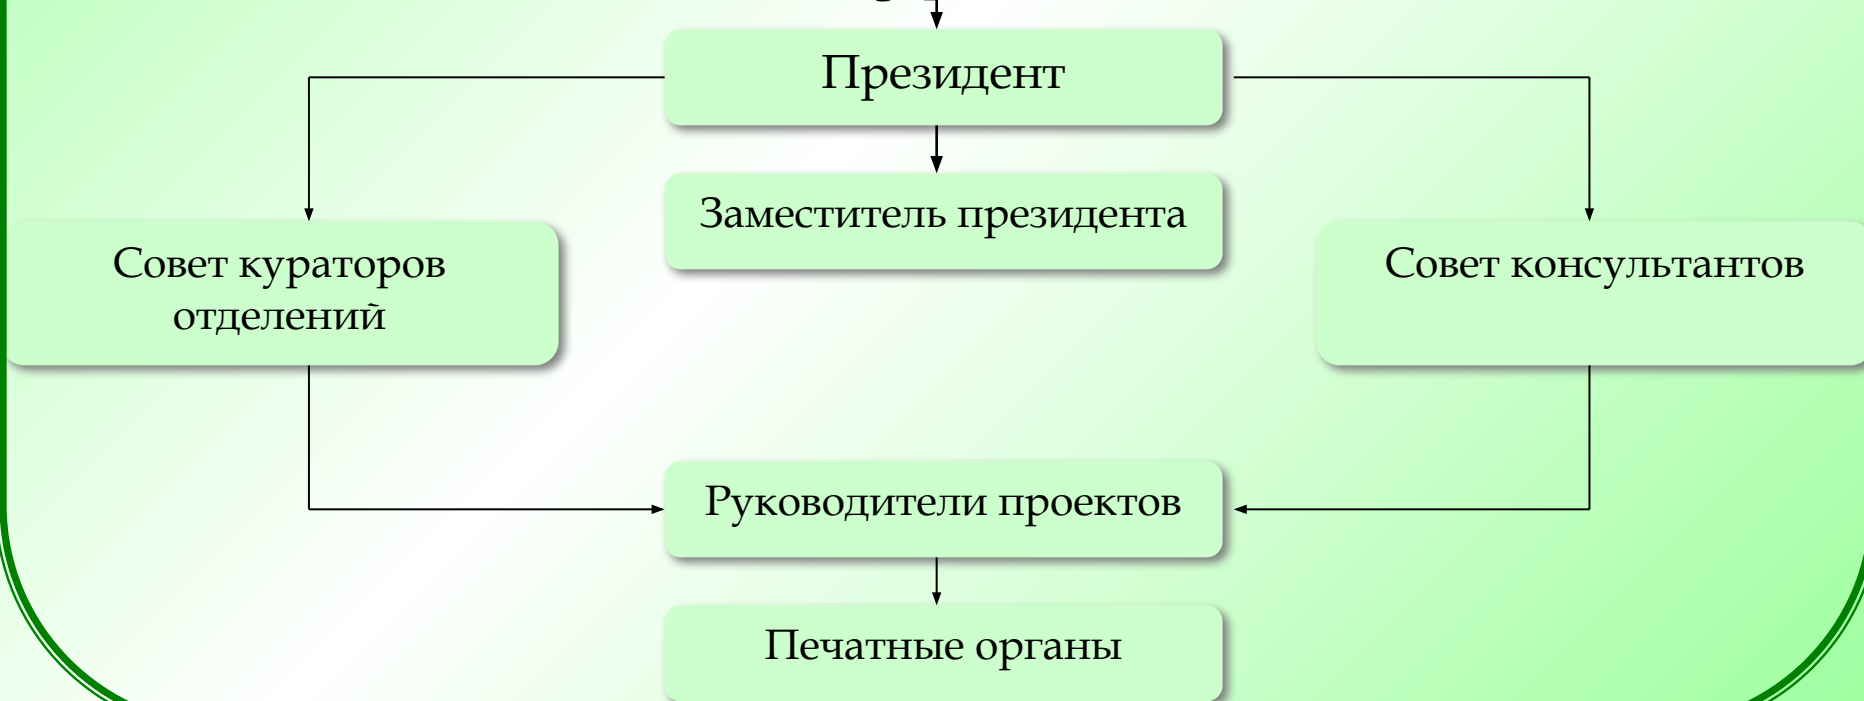 Президент
Заместитель президента
Совет кураторов
отделений
Совет консультантов
Руководители проектов
Печатные органы